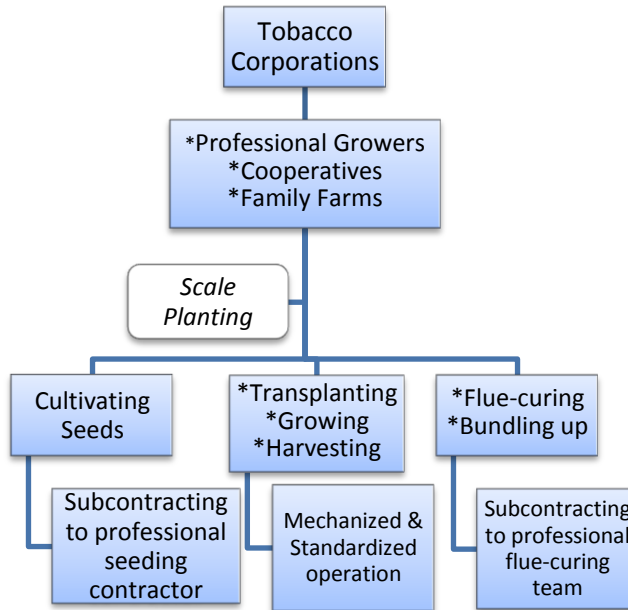 Tobacco
Corporations
*Professional Growers
*Cooperatives
*Family Farms
Scale
Planting
Cultivating
Seeds
*Transplanting
*Growing
*Harvesting
*Flue-curing
*Bundling up
Subcontracting
to professional
seeding
contractor
Mechanized &
Standardized
operation
Subcontracting
to professional
flue-curing
team